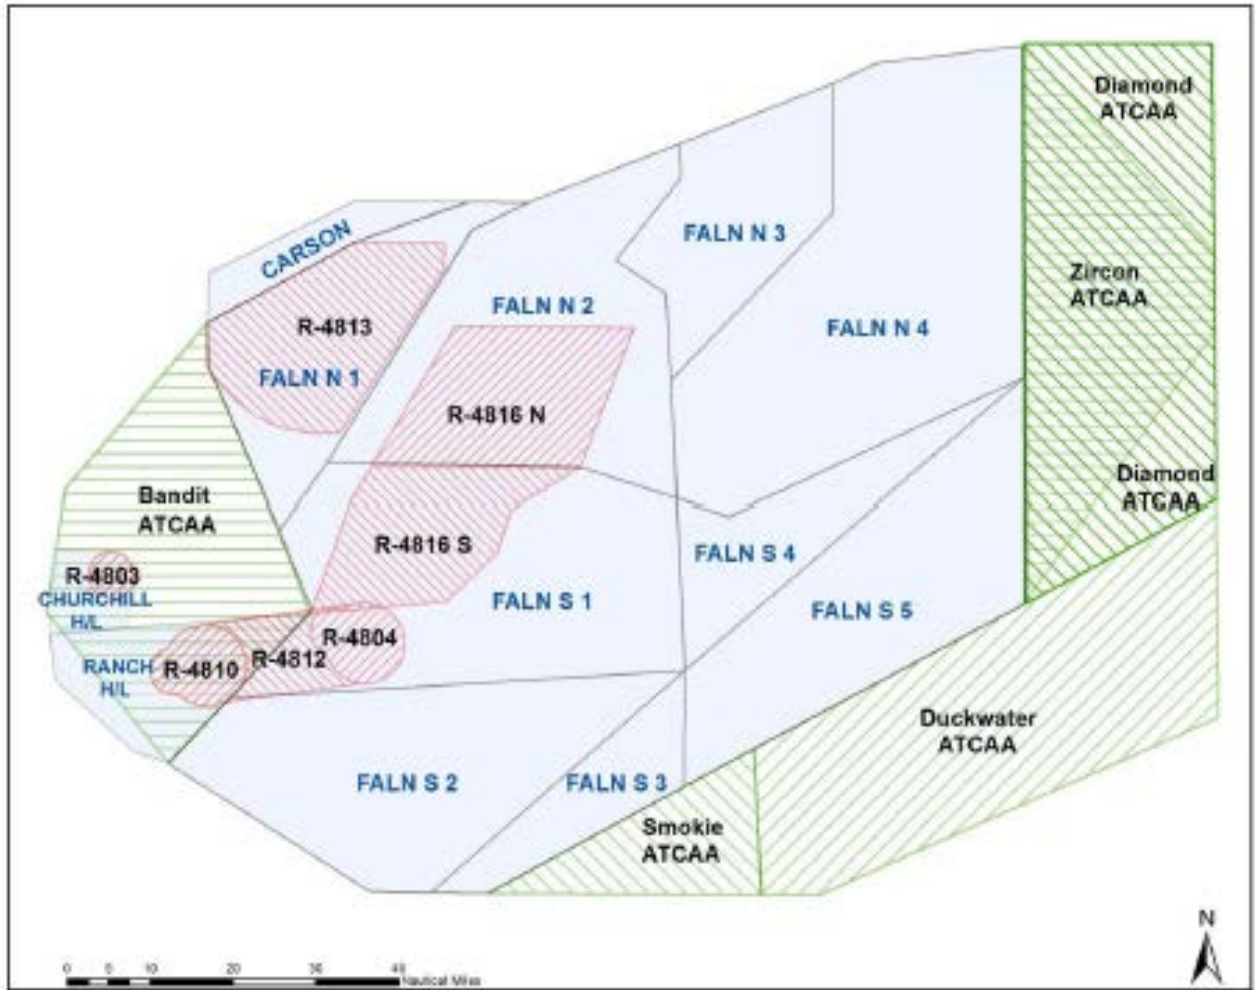 Diamond
ATCAA
CARSON
FALN N 3
Zircon
ATCAA
FALN N 2
R-4813
FALN N 4
FALN N 1
R-4816 N
Diamond
ATCAA
Bandit
ATCAA
R-4816 S
FALN S 4
R-4803
CHURCHILL
H/L
FALN S 1
FALN S 5
R-4804
R-4812
R-4810
RANCH
H/L
Duckwater
ATCAA
FALN S 2
FALN S 3
Smokie
ATCAA
N
0 5 10 20 30 40
Nautical Miles